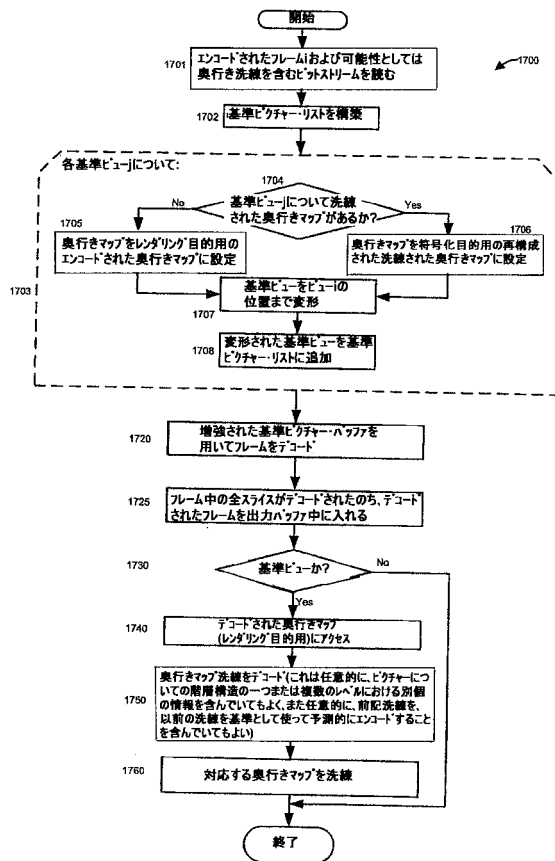 開始
1700
1701
エンコードされたフレームiおよび可能性としては
奥行き洗練を含むビットストリームを読む
1702
基準ピクチャー・リストを構築
各基準ビューjについて:
1703
1704
基準ビューjについて洗練
された奥行きマップがあるか?
No
Yes
1705
奥行きマップをレンダリング目的用の
エンコードされた奥行きマップに設定
1706
奥行きマップを符号化目的用の再構成
された洗練された奥行きマップに設定
基準ビューをビューiの
位置まで変形
1707
1708
変形された基準ビューを基準
ピクチャー・リストに追加
1720
増強された基準ピクチャー・バッファを
用いてフレームをデコード
1725
フレーム中の全スライスがデコードされたのち、デコード
されたフレームを出力バッファ中に入れる
1730
基準ビューか?
No
Yes
1740
デコードされた奥行きマップ
(レンダリング目的用)にアクセス
1750
奥行きマップ洗練をデコード(これは任意的に、ピクチャーについ
ての階層構造の一つまたは複数のレベルにおける別個
の情報を含んでいてもよく、また任意的に、前記洗練を、
以前の洗練を基準として使って予測的にエンコードすること
を含んでいてもよい)
1760
対応する奥行きマップを洗練
終了